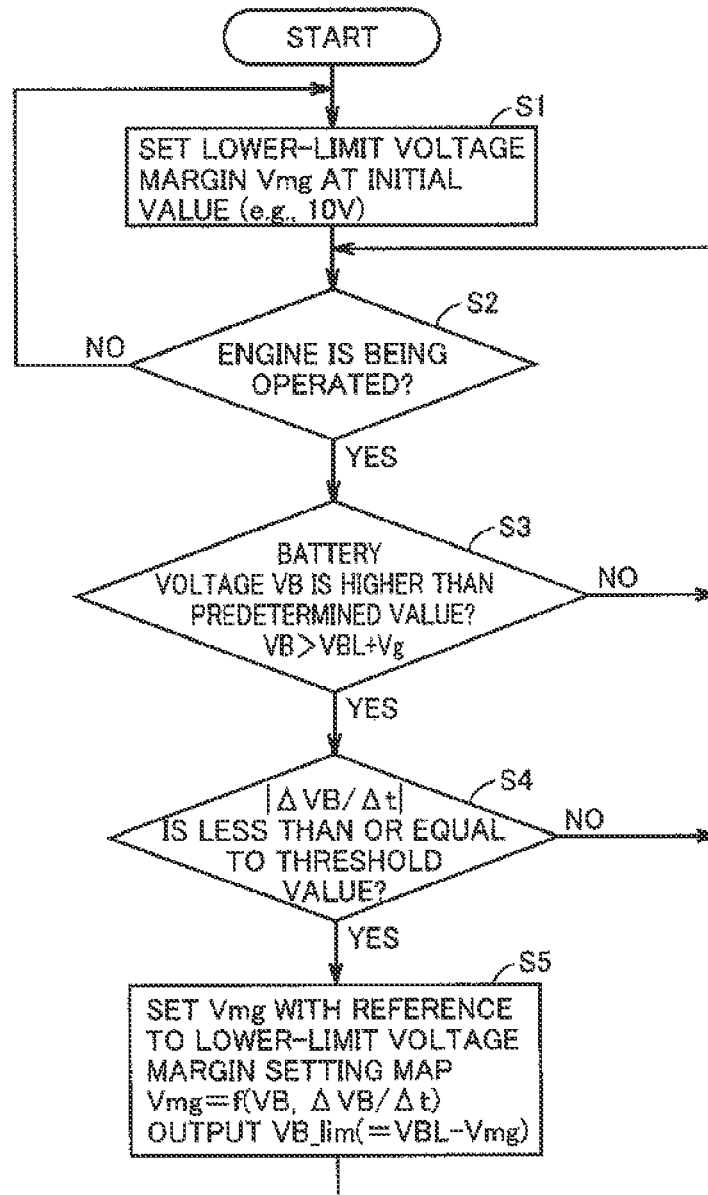 START
S1
SET LOWER-LIMIT VOLTAGE
MARGIN Vmg AT INITIAL
VALUE (e.g., 10V)
S2
NO
ENGINE IS BEING
OPERATED?
YES
S3
BATTERY
VOLTAGE VB IS HIGHER THAN
PREDETERMINED VALUE?
VB>VBL+Vg
NO
YES
S4
|ΔVB/Δt|
IS LESS THAN OR EQUAL
TO THRESHOLD
VALUE?
NO
YES
S5
SET Vmg WITH REFERENCE
TO LOWER-LIMIT VOLTAGE
MARGIN SETTING MAP
Vmg=f(VB, ΔVB/Δt)
OUTPUT VB_lim(=VBL-Vmg)